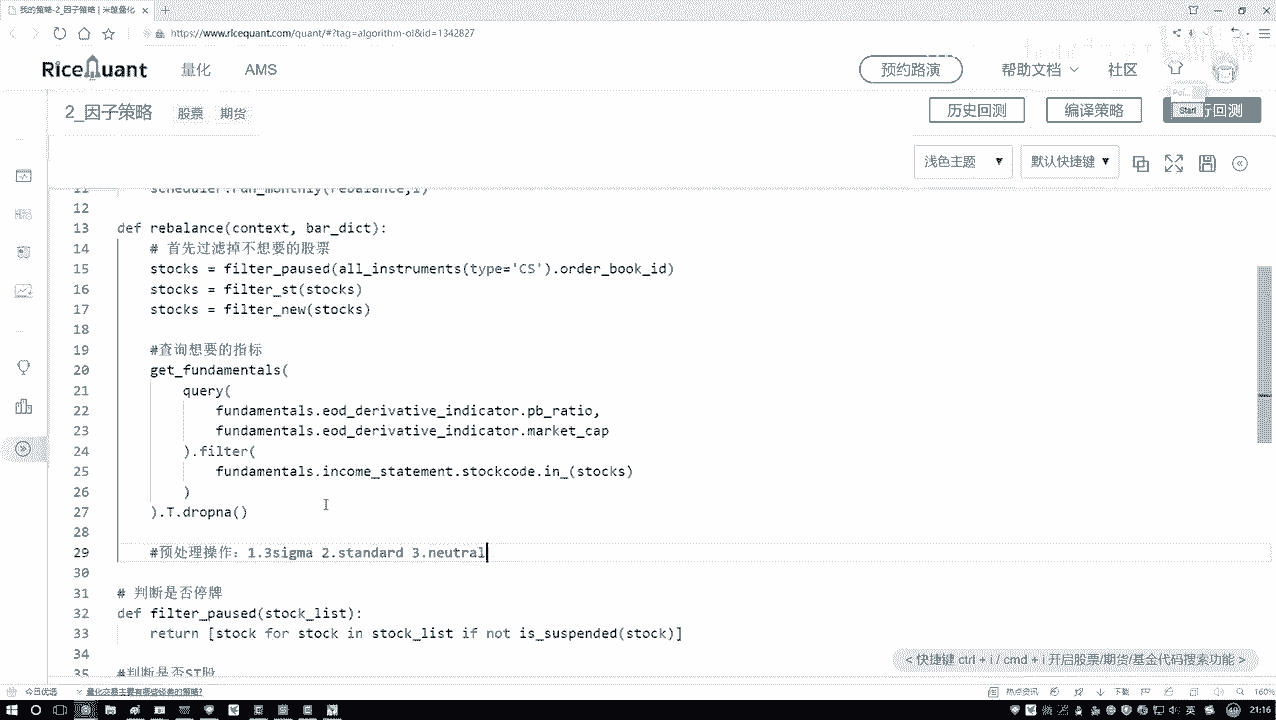 我的策略-2_因子策略 | 米筐量化
https://www.ricequant.com/quant/#?tag=algorithm-ol&id=1342827
RiceQuant 量化 AMS 预约路演 帮助文档 社区
2_因子策略 股票 期货 历史回测 编译策略 行回测
Start
浅色主题 默认快捷键
11 scheduler.run_monthly(rebalance,1)
12
13 def rebalance(context, bar_dict):
14 # 首先过滤掉不想要的股票
15 stocks = filter_paused(all_instruments(type='CS').order_book_id)
16 stocks = filter_st(stocks)
17 stocks = filter_new(stocks)
18
19 #查询想要的指标
20 get_fundamentals(
21 query(
22 fundamentals.eod_derivative_indicator.pb_ratio,
23 fundamentals.eod_derivative_indicator.market_cap
24 ).filter(
25 fundamentals.income_statement.stockcode.in_(stocks)
26 )
27 ).T.dropna()
28
29 #预处理操作：1.3sigma 2.standard 3.neutral
30
31 # 判断是否停牌
32 def filter_paused(stock_list):
33 return [stock for stock in stock_list if not is_suspended(stock)]
34
35 #判断是否ST股
< 快捷键 ctrl + i / cmd + i 开启股票/期货/基金代码搜索功能 >
今日优选 量化交易主要有哪些经典的策略? 热点资讯 下载 160%
英 21:16